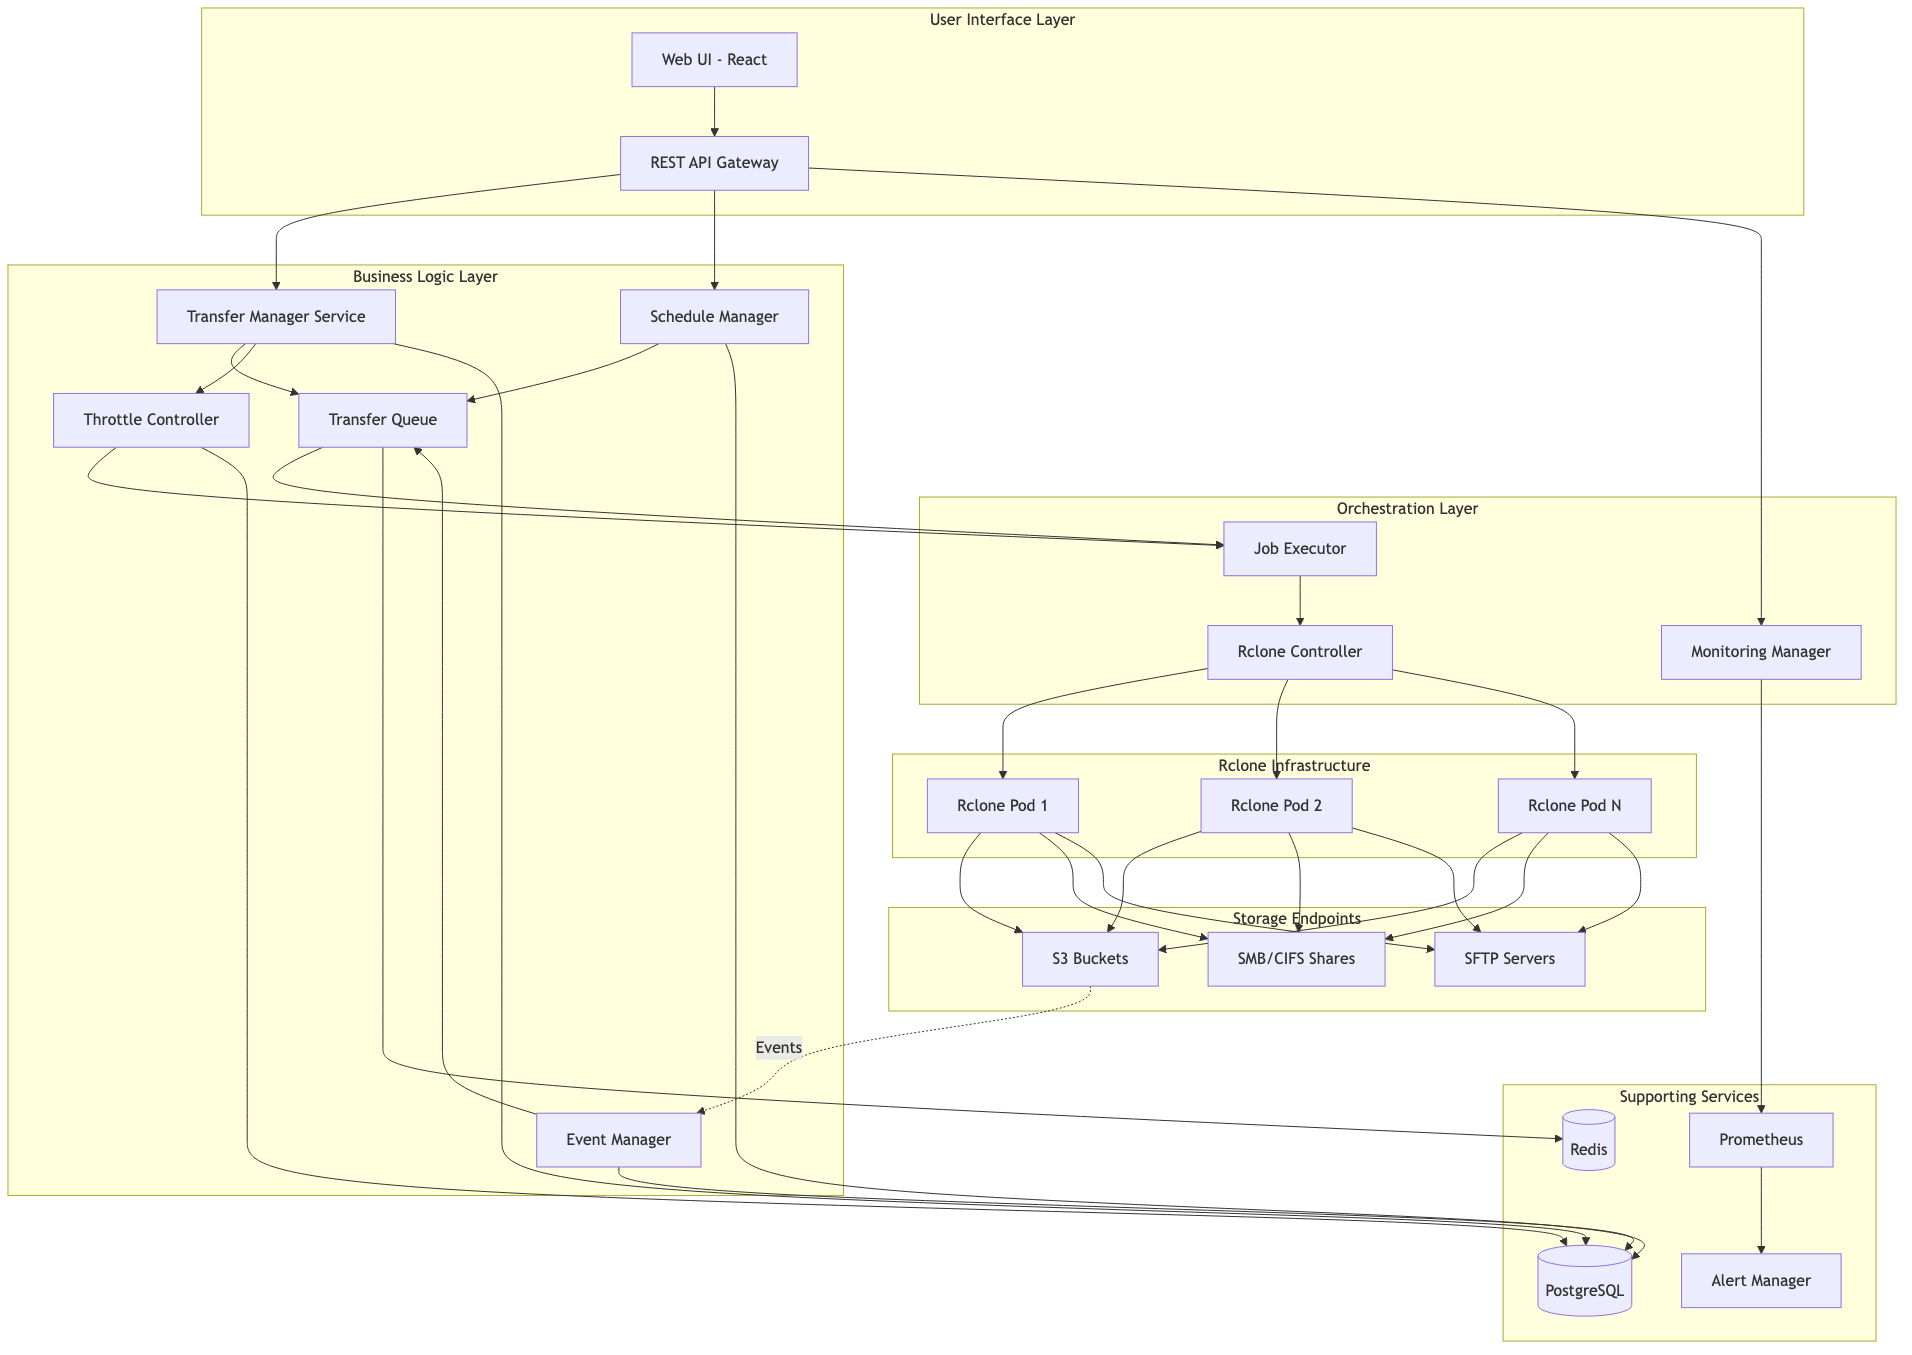 User Interface Layer
Web UI - React
REST API Gateway
Business Logic Layer
Transfer Manager Service
Schedule Manager
Throttle Controller
Transfer Queue
Orchestration Layer
Job Executor
Rclone Controller
Monitoring Manager
Rclone Infrastructure
Rclone Pod 1
Rclone Pod 2
Rclone Pod N
Storage Endpoints
S3 Buckets
SMB/CIFS Shares
SFTP Servers
Events
Event Manager
Supporting Services
Redis
Prometheus
PostgreSQL
Alert Manager